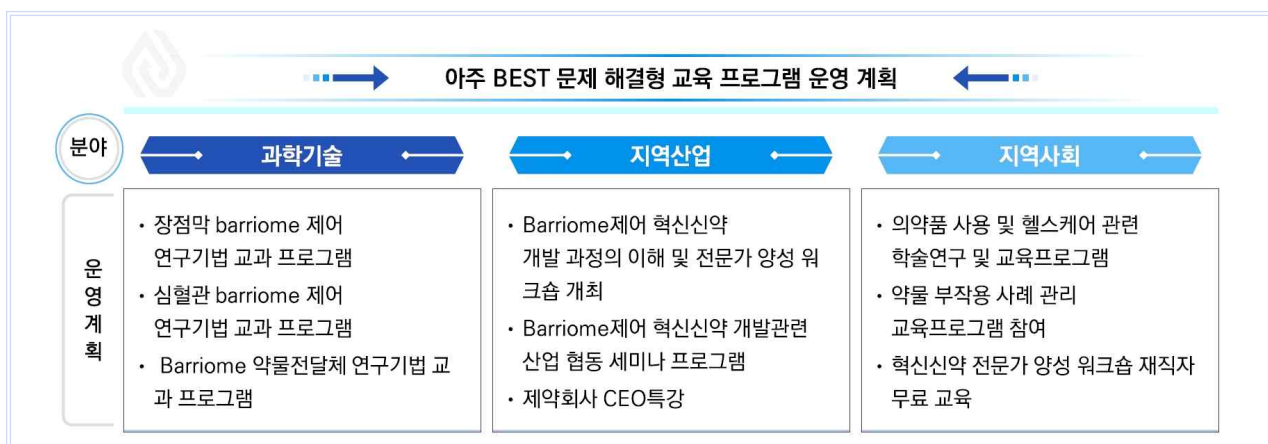 아주 BEST 문제 해결형 교육 프로그램 운영 계획
분야
과학기술
지역산업
지역사회
운영계획
• 장점막 barriome 제어
연구기법 교과 프로그램
• 심혈관 barriome 제어
연구기법 교과 프로그램
• Barriome 약물전달체 연구기법 교
과 프로그램
• Barriome제어 혁신신약
개발 과정의 이해 및 전문가 양성 워
크숍 개최
• Barriome제어 혁신신약 개발관련
산업 협동 세미나 프로그램
• 제약회사 CEO특강
• 의약품 사용 및 헬스케어 관련
학술연구 및 교육프로그램
• 약물 부작용 사례 관리
교육프로그램 참여
• 혁신신약 전문가 양성 워크숍 재직자
무료 교육